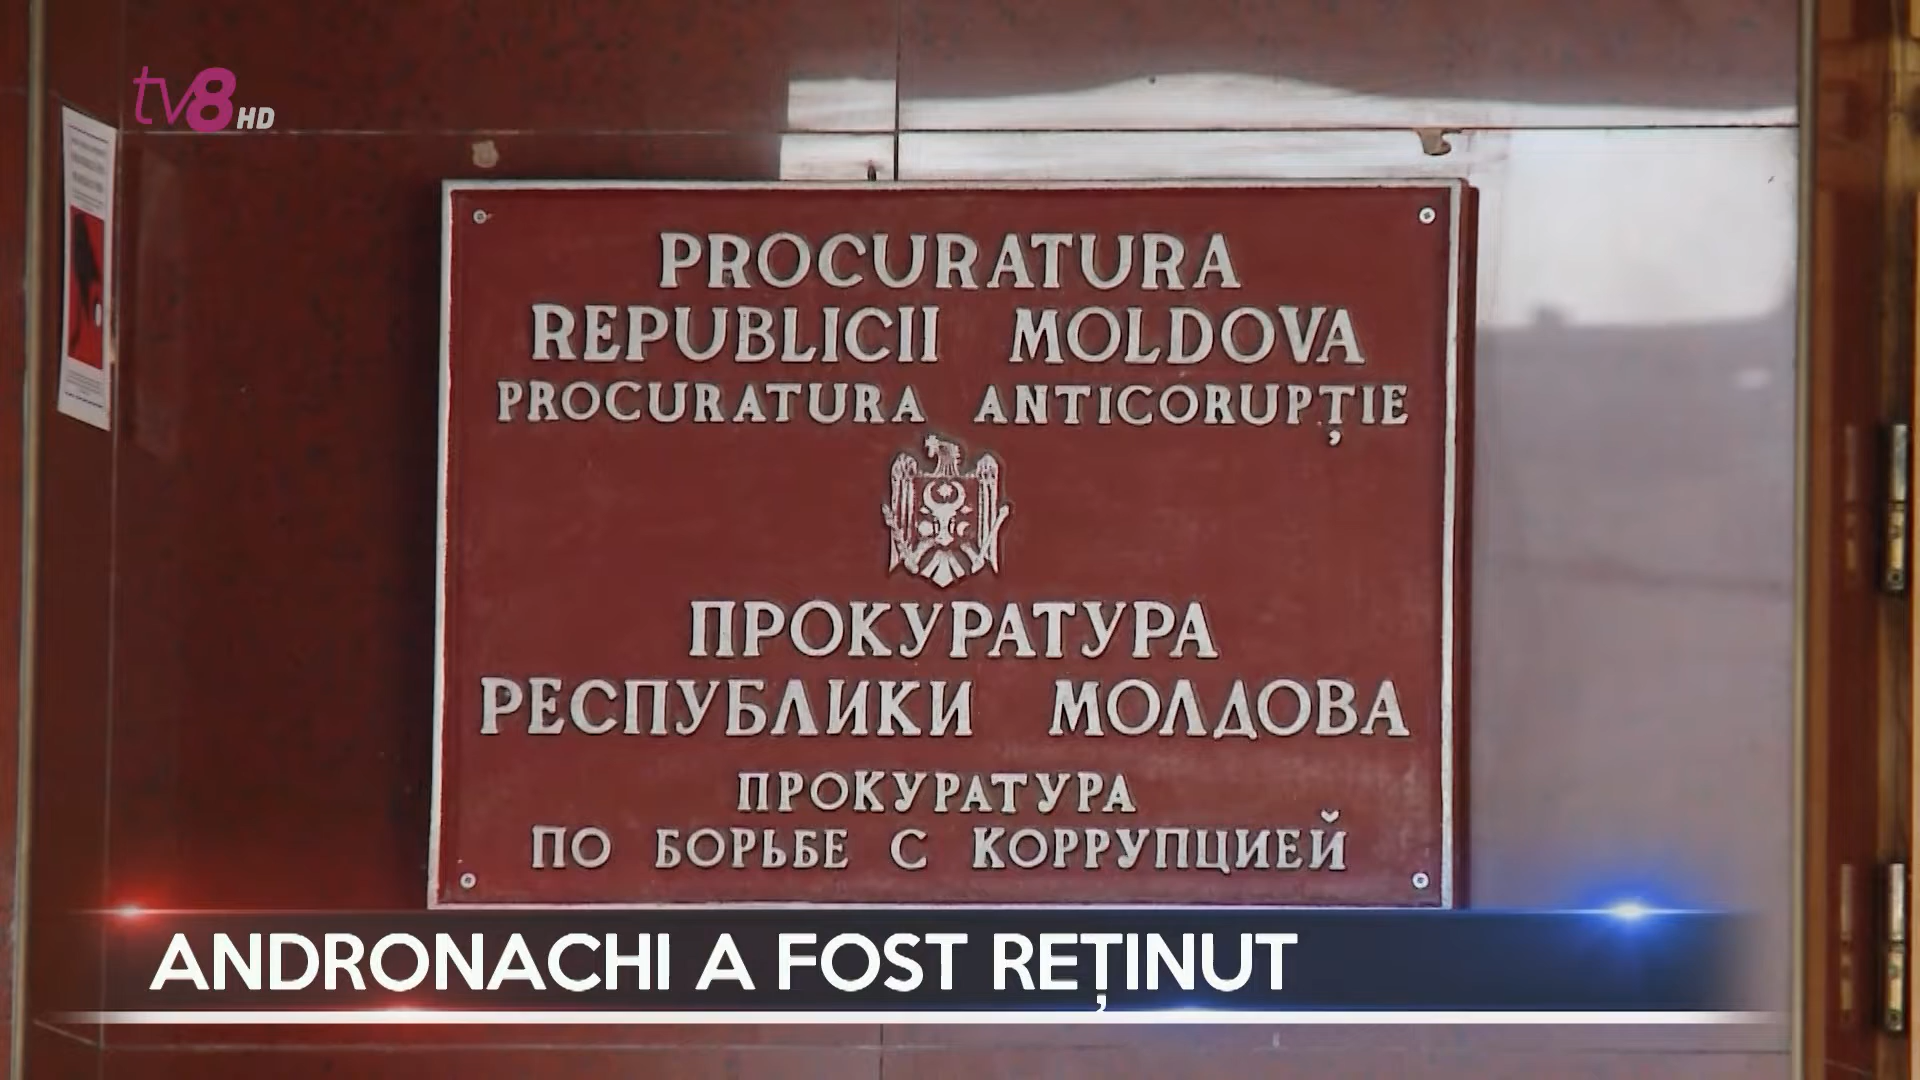 tv8 HD
PROCURATURA
REPUBLICII MOLDOVA
PROCURATURA ANTICORUPȚIE
ПРОКУРАТУРА
РЕСПУБЛИКИ МОЛДОВА
ПРОКУРАТУРА
ПО БОРЬБЕ С КОРРУПЦИЕЙ
ANDRONACHI A FOST REȚINUT